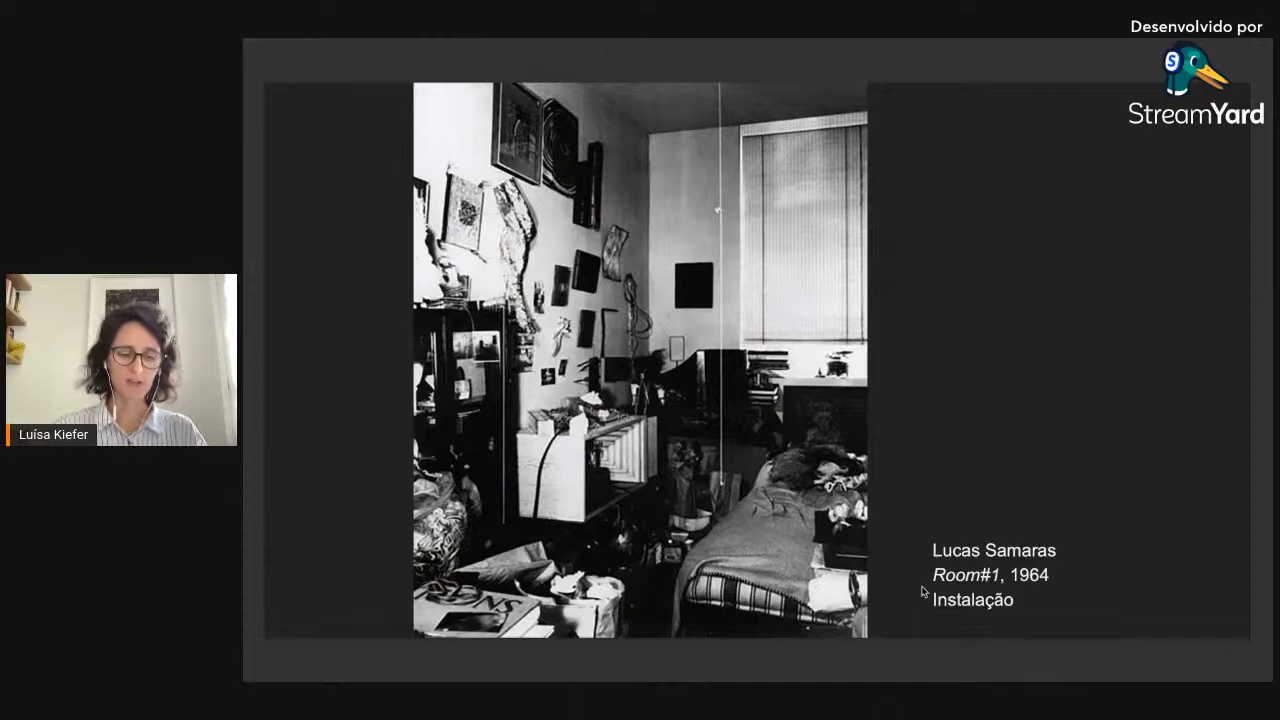 Desenvolvido por
S
StreamYard
Luísa Kiefer
Lucas Samaras
Room#1, 1964
Instalação